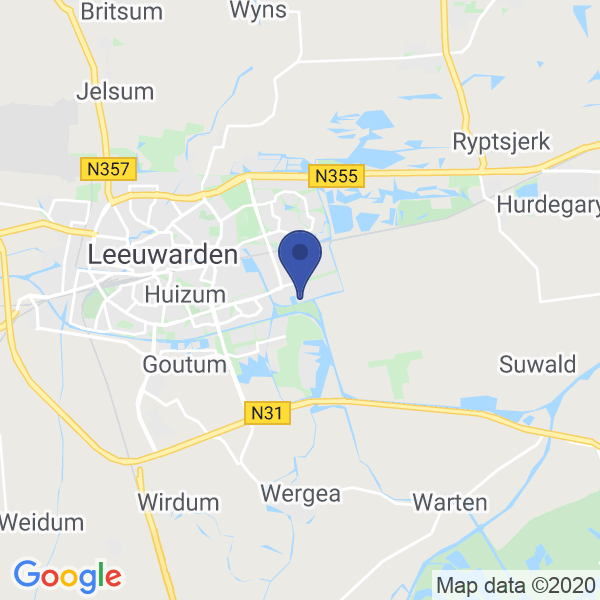 Britsum
Wyns
Jelsum
Ryptsjerk
N357
N355
Hurdegary
Leeuwarden
Huizum
Goutum
Suwald
N31
Wergea
Wirdum
Warten
Weidum
Google
Map data ©2020